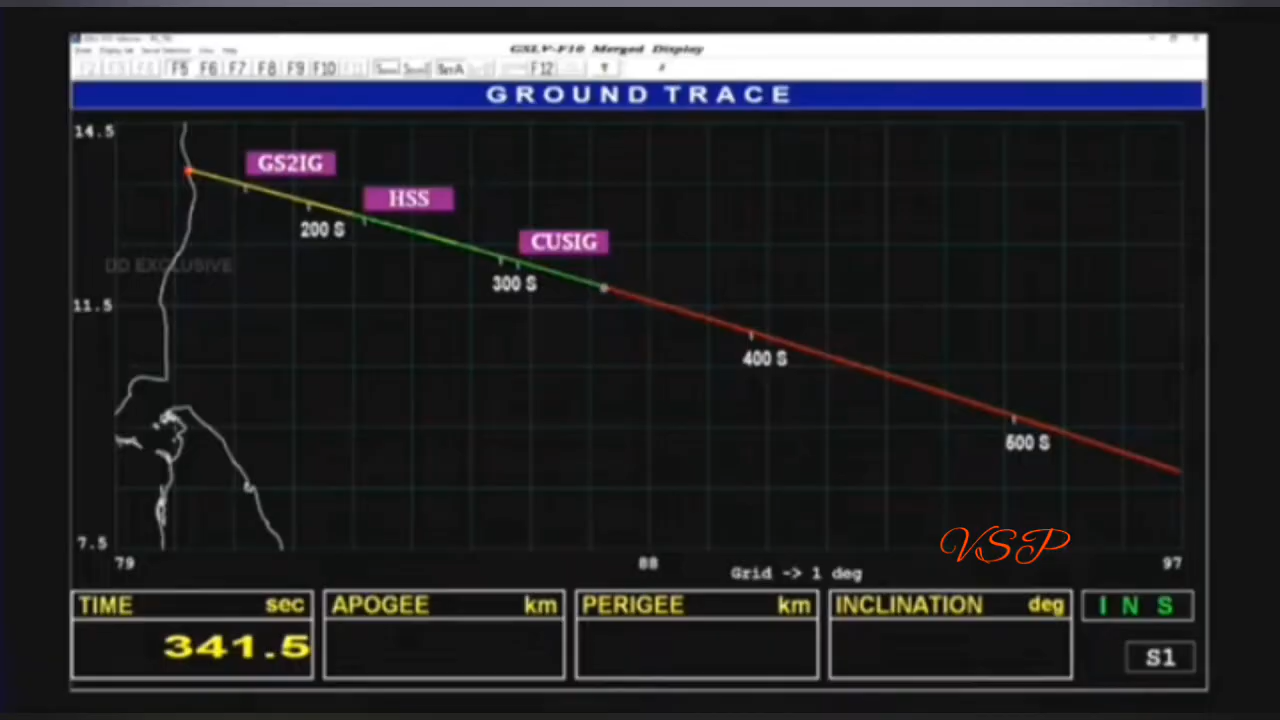 GSLV-F10 Merged Display
F5 F6 F7 F8 F9 F10 F12
GROUND TRACE
14.5
GS2IG
HSS
200 S
CUSIG
DD EXCLUSIVE
300 S
11.5
400 S
500 S
7.5
VSP
79 88 97
Grid -> 1 deg
TIME sec APOGEE km PERIGEE km INCLINATION deg INS
341.5
S1